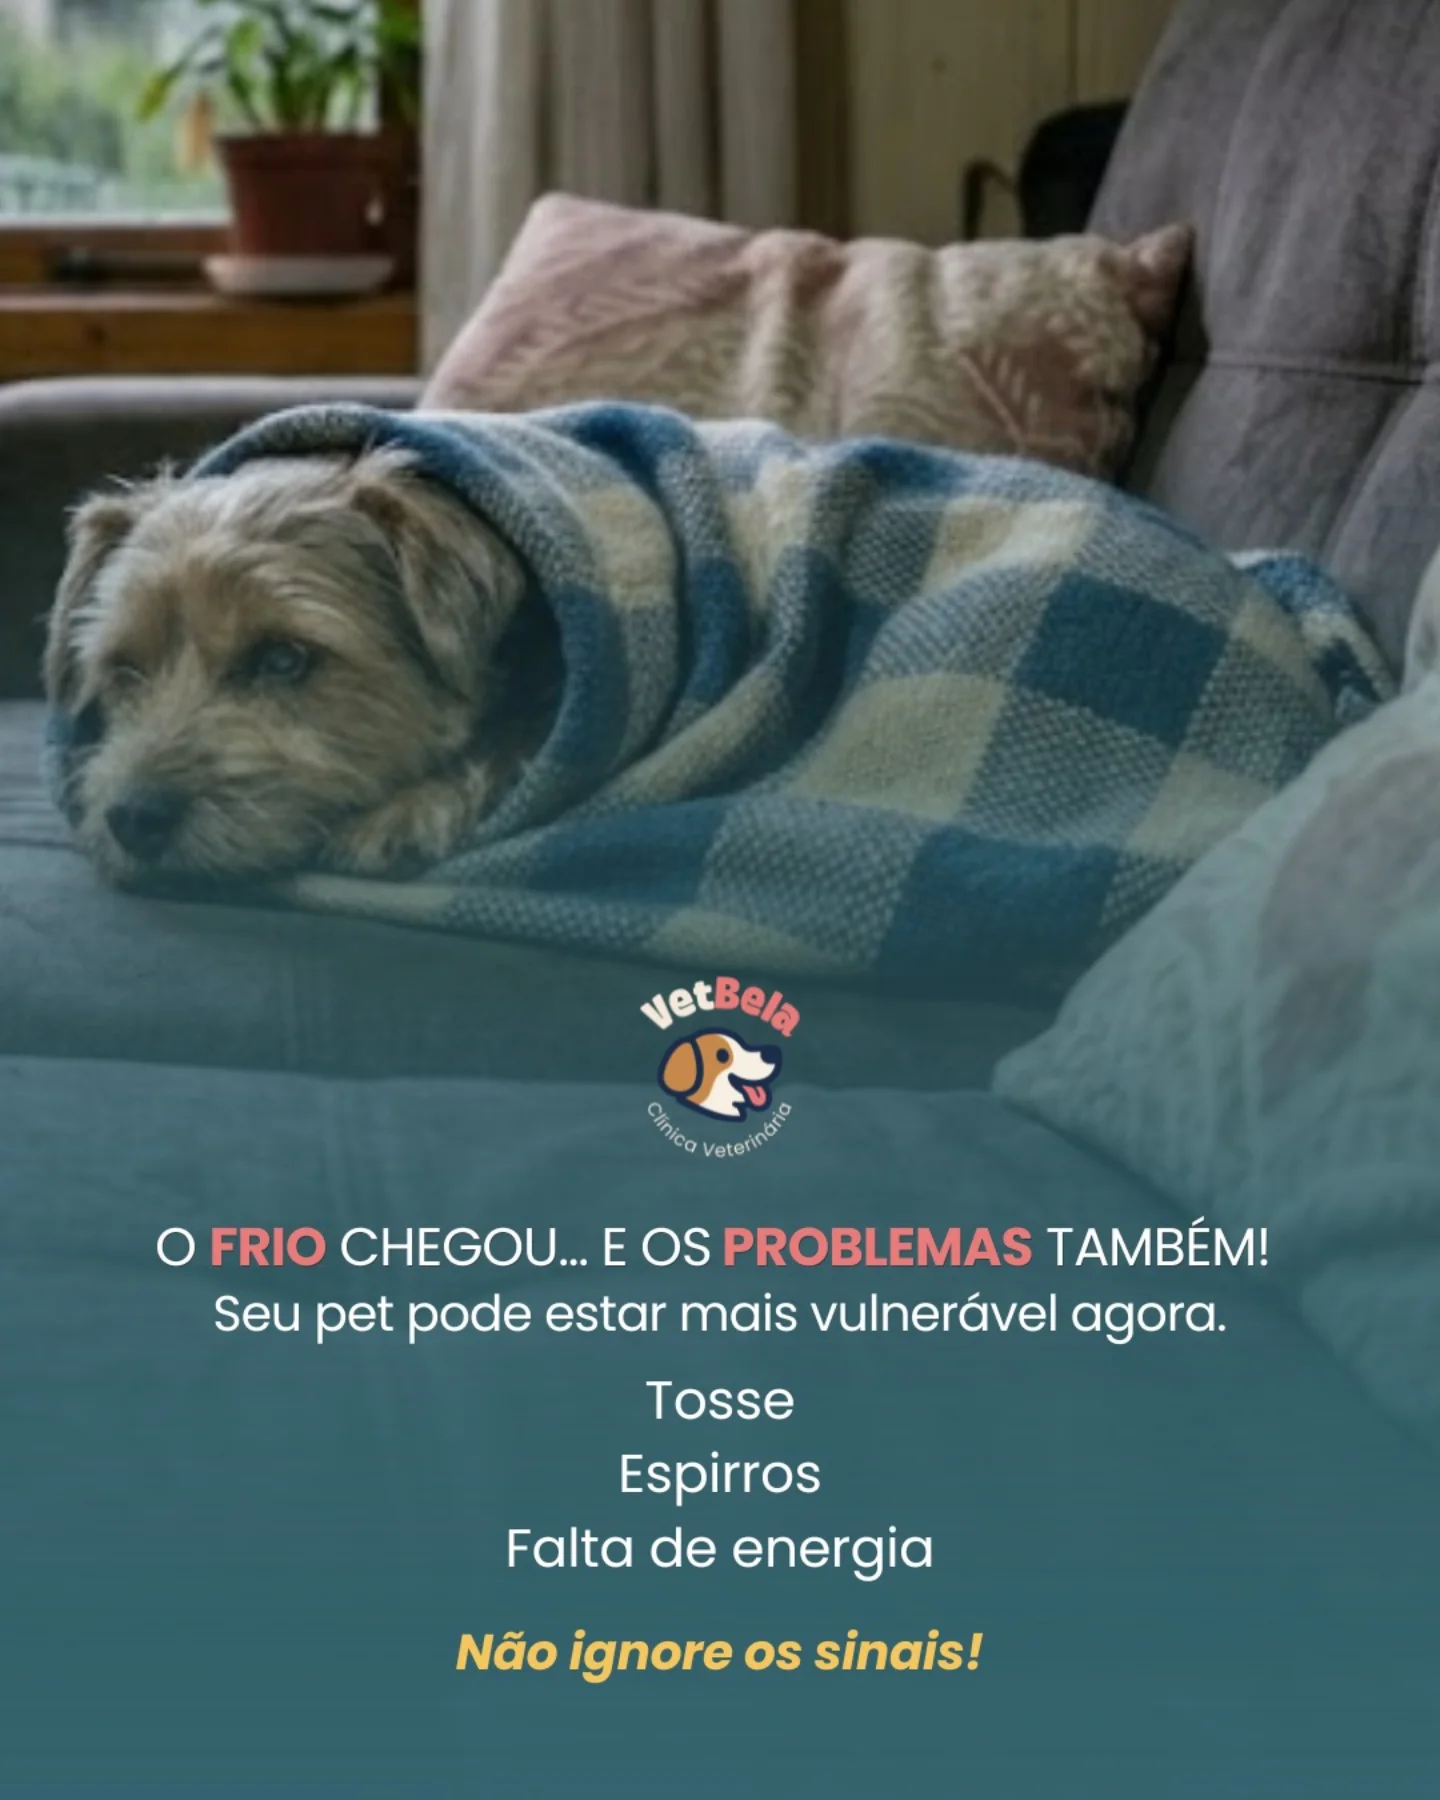 VetBela
Clínica Veterinária
O FRIO CHEGOU... E OS PROBLEMAS TAMBÉM!
Seu pet pode estar mais vulnerável agora.
Tosse
Espirros
Falta de energia
Não ignore os sinais!